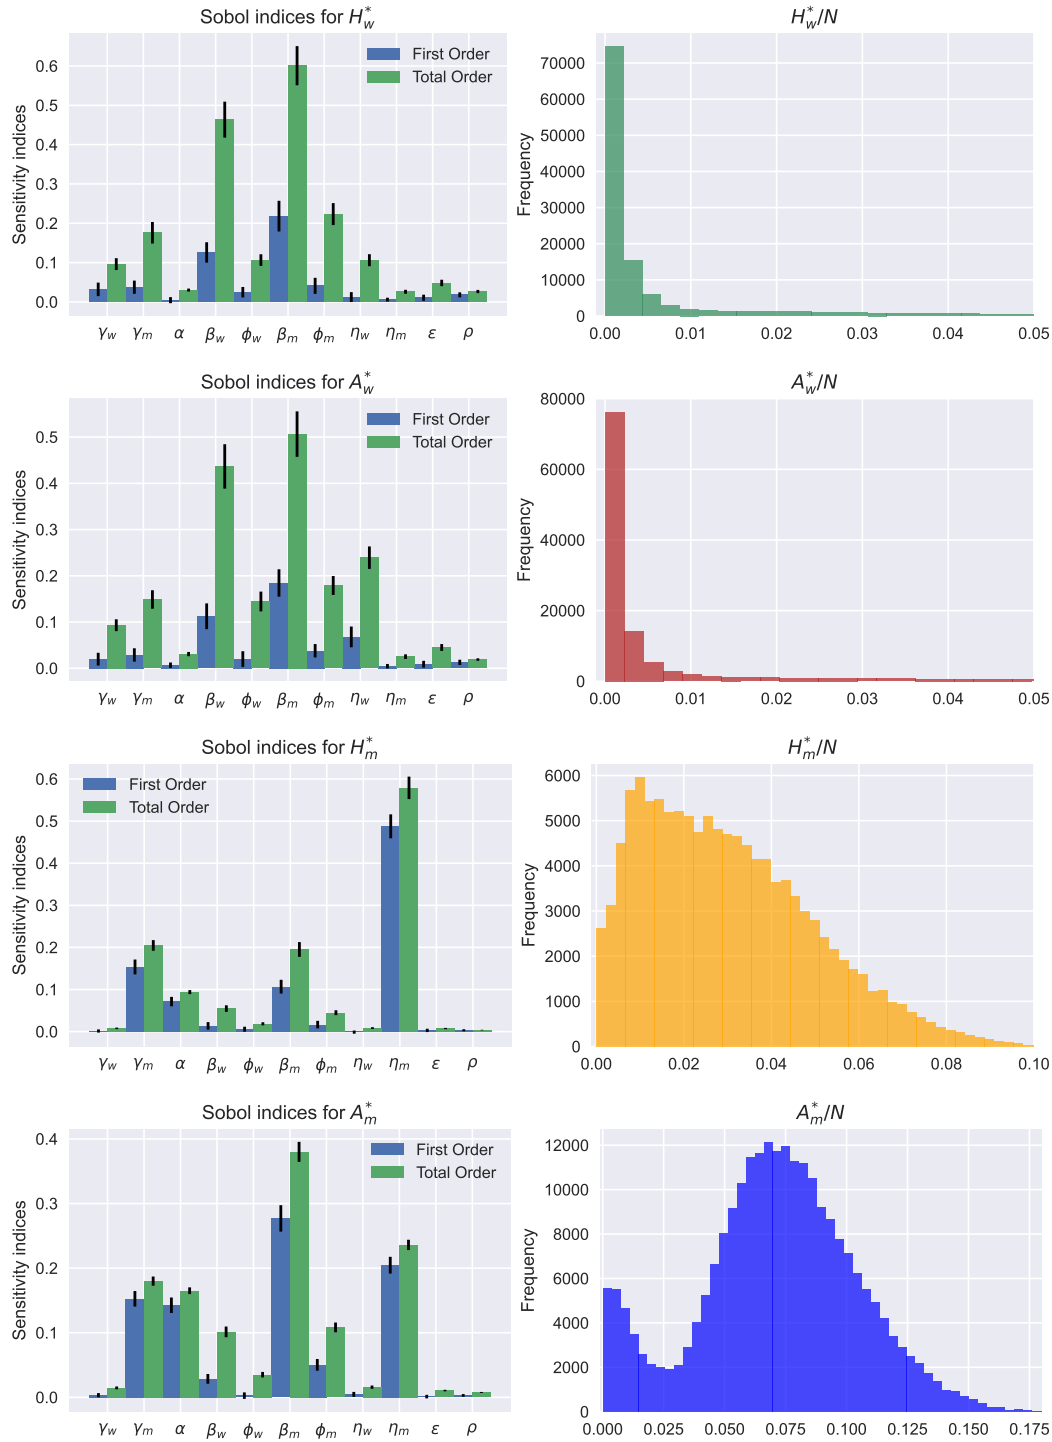 Sobol indices for H*w
Sensitivity indices
0.6
0.5
0.4
0.3
0.2
0.1
0.0
First Order
Total Order
γw γm α βw ϕw βm ϕm ηw ηm ε ρ
H*w/N
Frequency
70000
60000
50000
40000
30000
20000
10000
0
0.00 0.01 0.02 0.03 0.04 0.05
Sobol indices for A*w
Sensitivity indices
0.5
0.4
0.3
0.2
0.1
0.0
First Order
Total Order
γw γm α βw ϕw βm ϕm ηw ηm ε ρ
A*w/N
Frequency
80000
60000
40000
20000
0
0.00 0.01 0.02 0.03 0.04 0.05
Sobol indices for H*m
Sensitivity indices
0.6
0.5
0.4
0.3
0.2
0.1
0.0
First Order
Total Order
γw γm α βw ϕw βm ϕm ηw ηm ε ρ
H*m/N
Frequency
6000
5000
4000
3000
2000
1000
0
0.00 0.02 0.04 0.06 0.08 0.10
Sobol indices for A*m
Sensitivity indices
0.4
0.3
0.2
0.1
0.0
First Order
Total Order
γw γm α βw ϕw βm ϕm ηw ηm ε ρ
A*m/N
Frequency
12000
10000
8000
6000
4000
2000
0
0.000 0.025 0.050 0.075 0.100 0.125 0.150 0.175